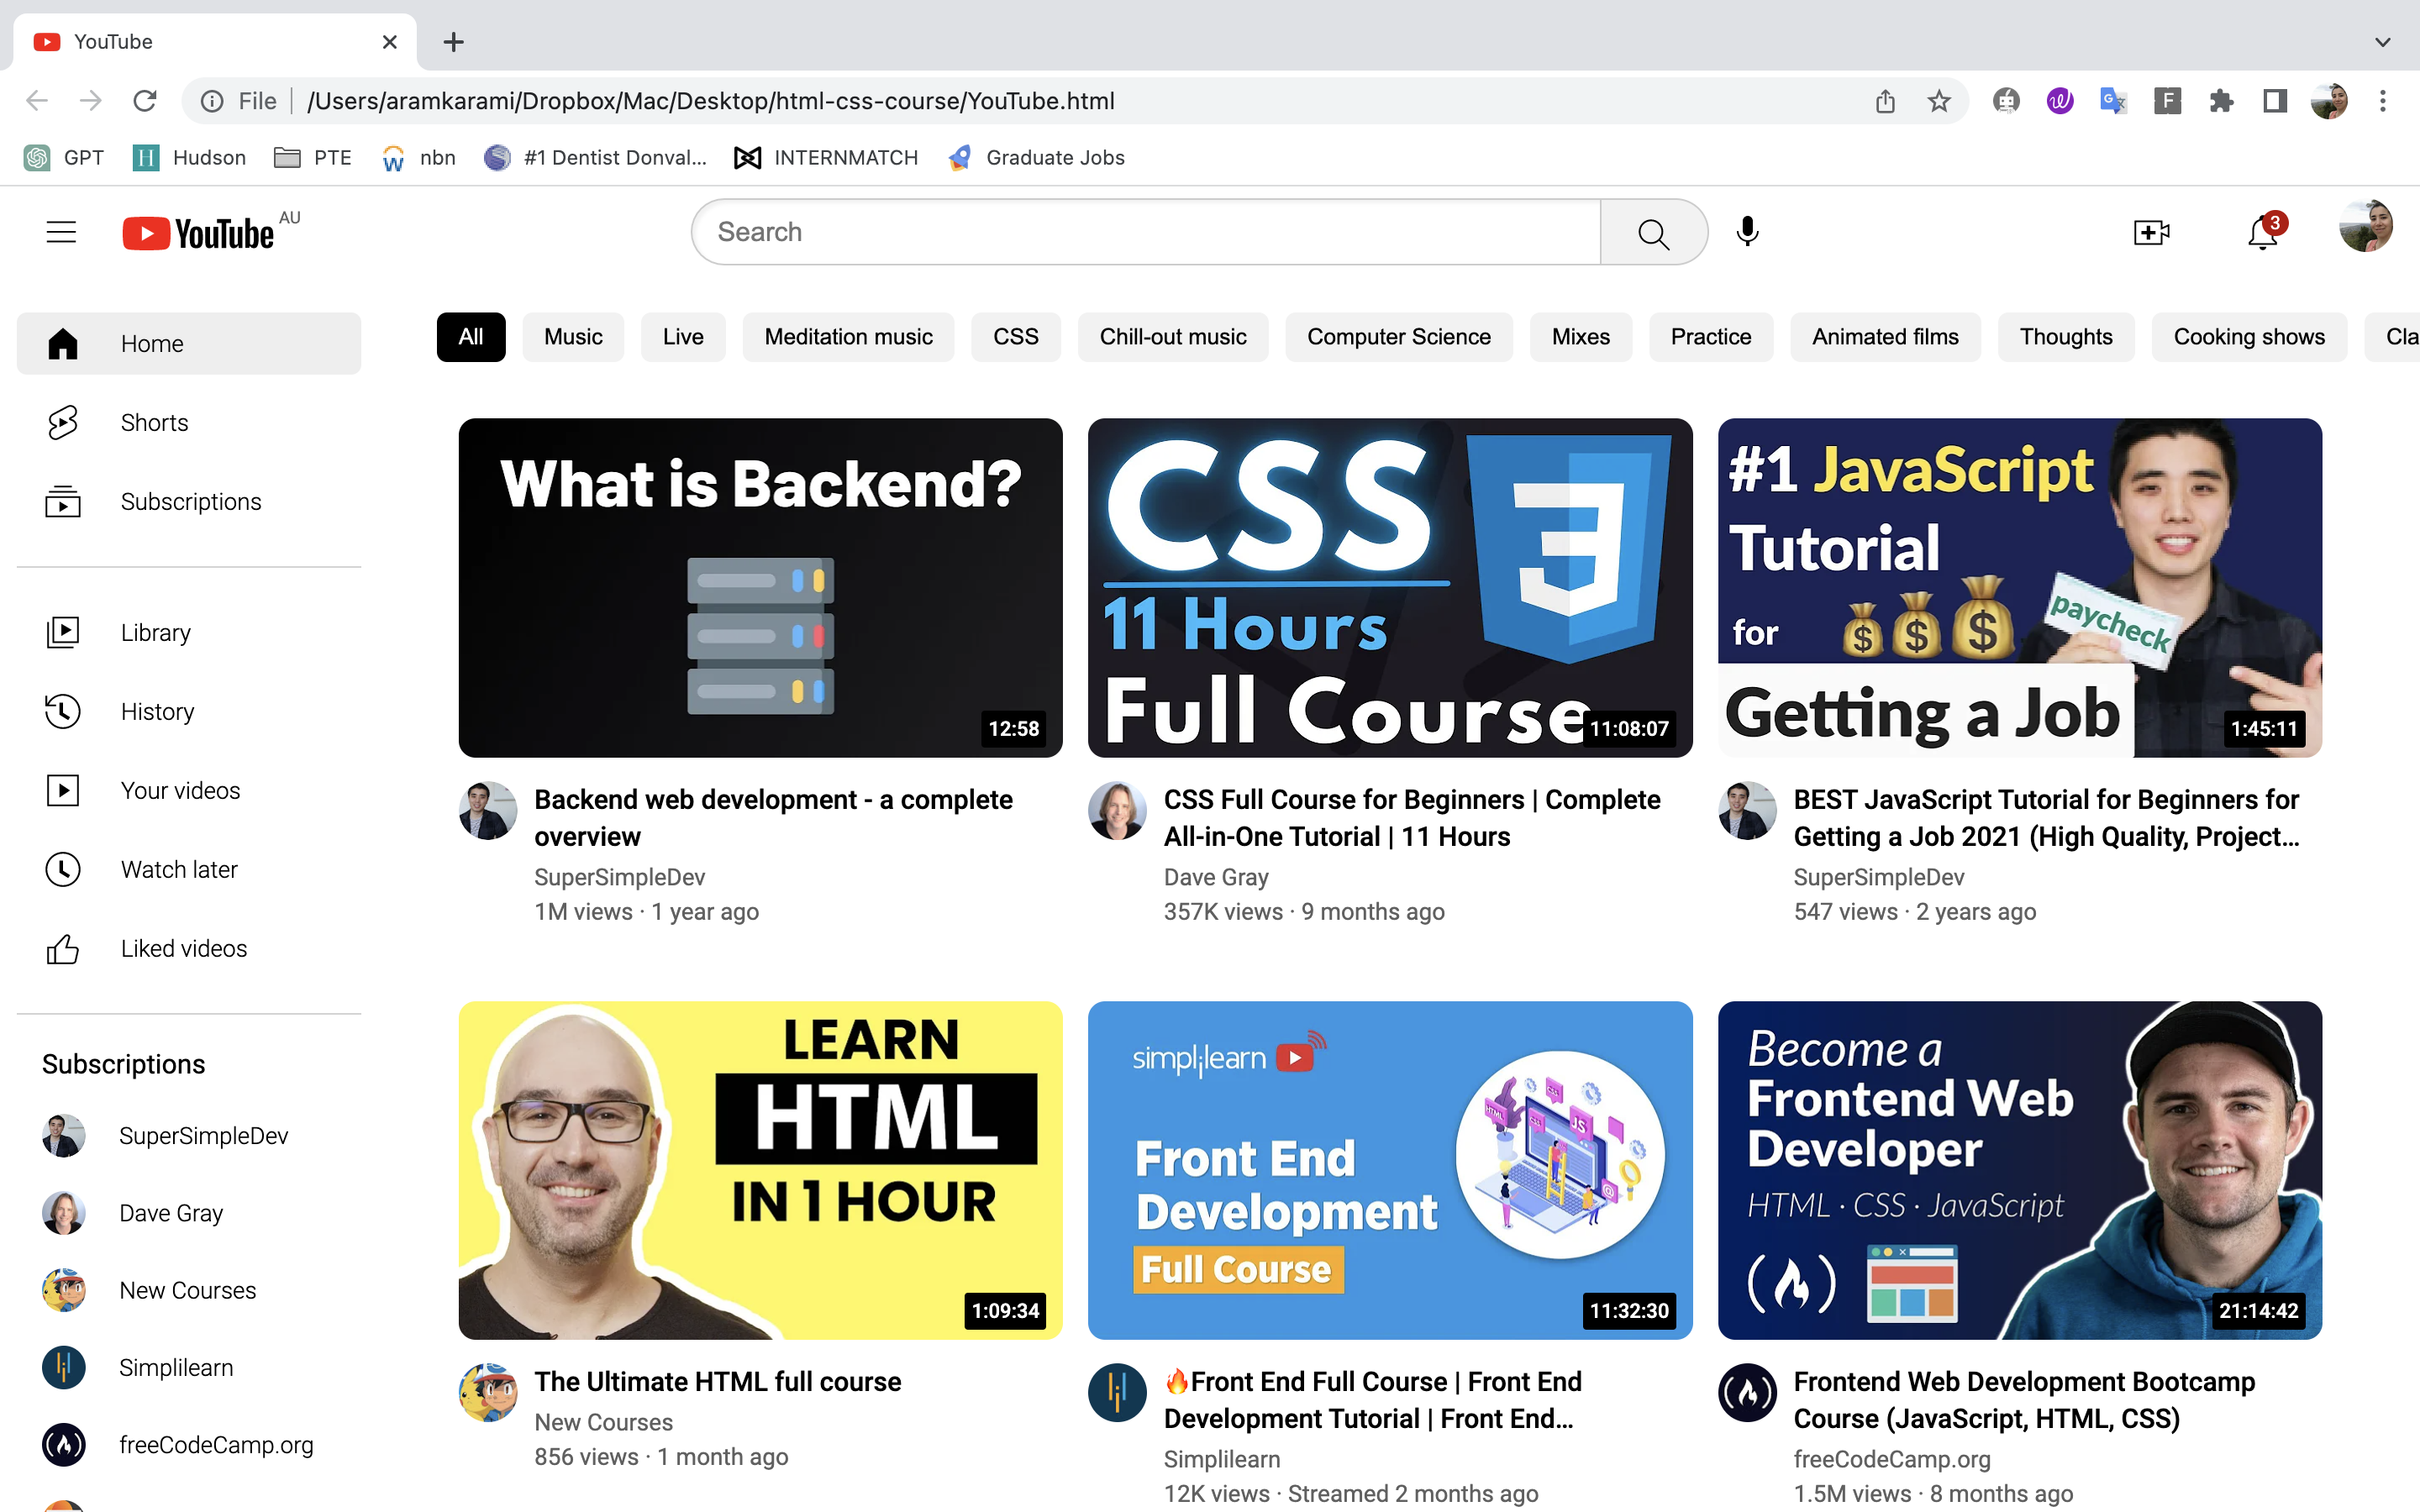 YouTube
File
/Users/aramkarami/Dropbox/Mac/Desktop/html-css-course/YouTube.html
GPT
Hudson
PTE
nbn
#1 Dentist Donval...
INTERNMATCH
Graduate Jobs
YouTube AU
Search
3
Home
Shorts
Subscriptions
Library
History
Your videos
Watch later
Liked videos
Subscriptions
SuperSimpleDev
Dave Gray
New Courses
Simplilearn
freeCodeCamp.org
All
Music
Live
Meditation music
CSS
Chill-out music
Computer Science
Mixes
Practice
Animated films
Thoughts
Cooking shows
Cla
What is Backend?
12:58
Backend web development - a complete
overview
SuperSimpleDev
1M views · 1 year ago
CSS
3
11 Hours
Full Course
11:08:07
CSS Full Course for Beginners | Complete
All-in-One Tutorial | 11 Hours
Dave Gray
357K views · 9 months ago
#1 JavaScript
Tutorial
for
$ $ $
paycheck
Getting a Job
1:45:11
BEST JavaScript Tutorial for Beginners for
Getting a Job 2021 (High Quality, Project...
SuperSimpleDev
547 views · 2 years ago
LEARN
HTML
IN 1 HOUR
1:09:34
The Ultimate HTML full course
New Courses
856 views · 1 month ago
simplilearn
Front End
Development
Full Course
HTML
JS
11:32:30
🔥Front End Full Course | Front End
Development Tutorial | Front End...
Simplilearn
12K views · Streamed 2 months ago
Become a
Frontend Web
Developer
HTML · CSS · JavaScript
21:14:42
Frontend Web Development Bootcamp
Course (JavaScript, HTML, CSS)
freeCodeCamp.org
1.5M views · 8 months ago